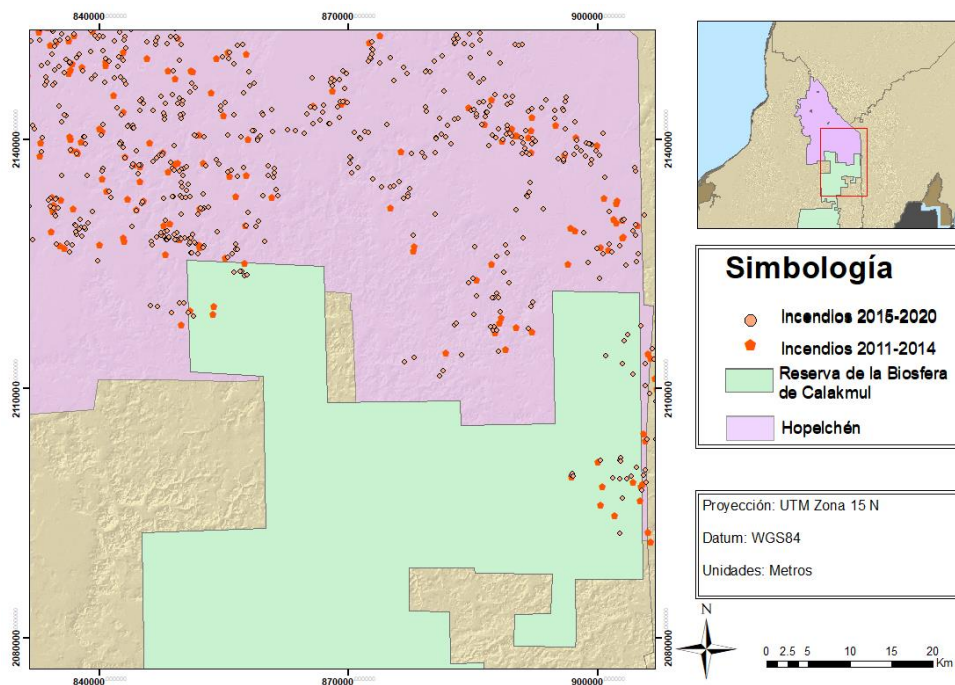 840000 870000 900000
2140000 2140000
2110000 2110000
2080000 2080000
840000 870000 900000
Simbología
Incendios 2015-2020
Incendios 2011-2014
Reserva de la Biosfera
de Calakmul
Hopelchén
Proyección: UTM Zona 15 N
Datum: WGS84
Unidades: Metros
N
0 2.5 5 10 15 20
Km